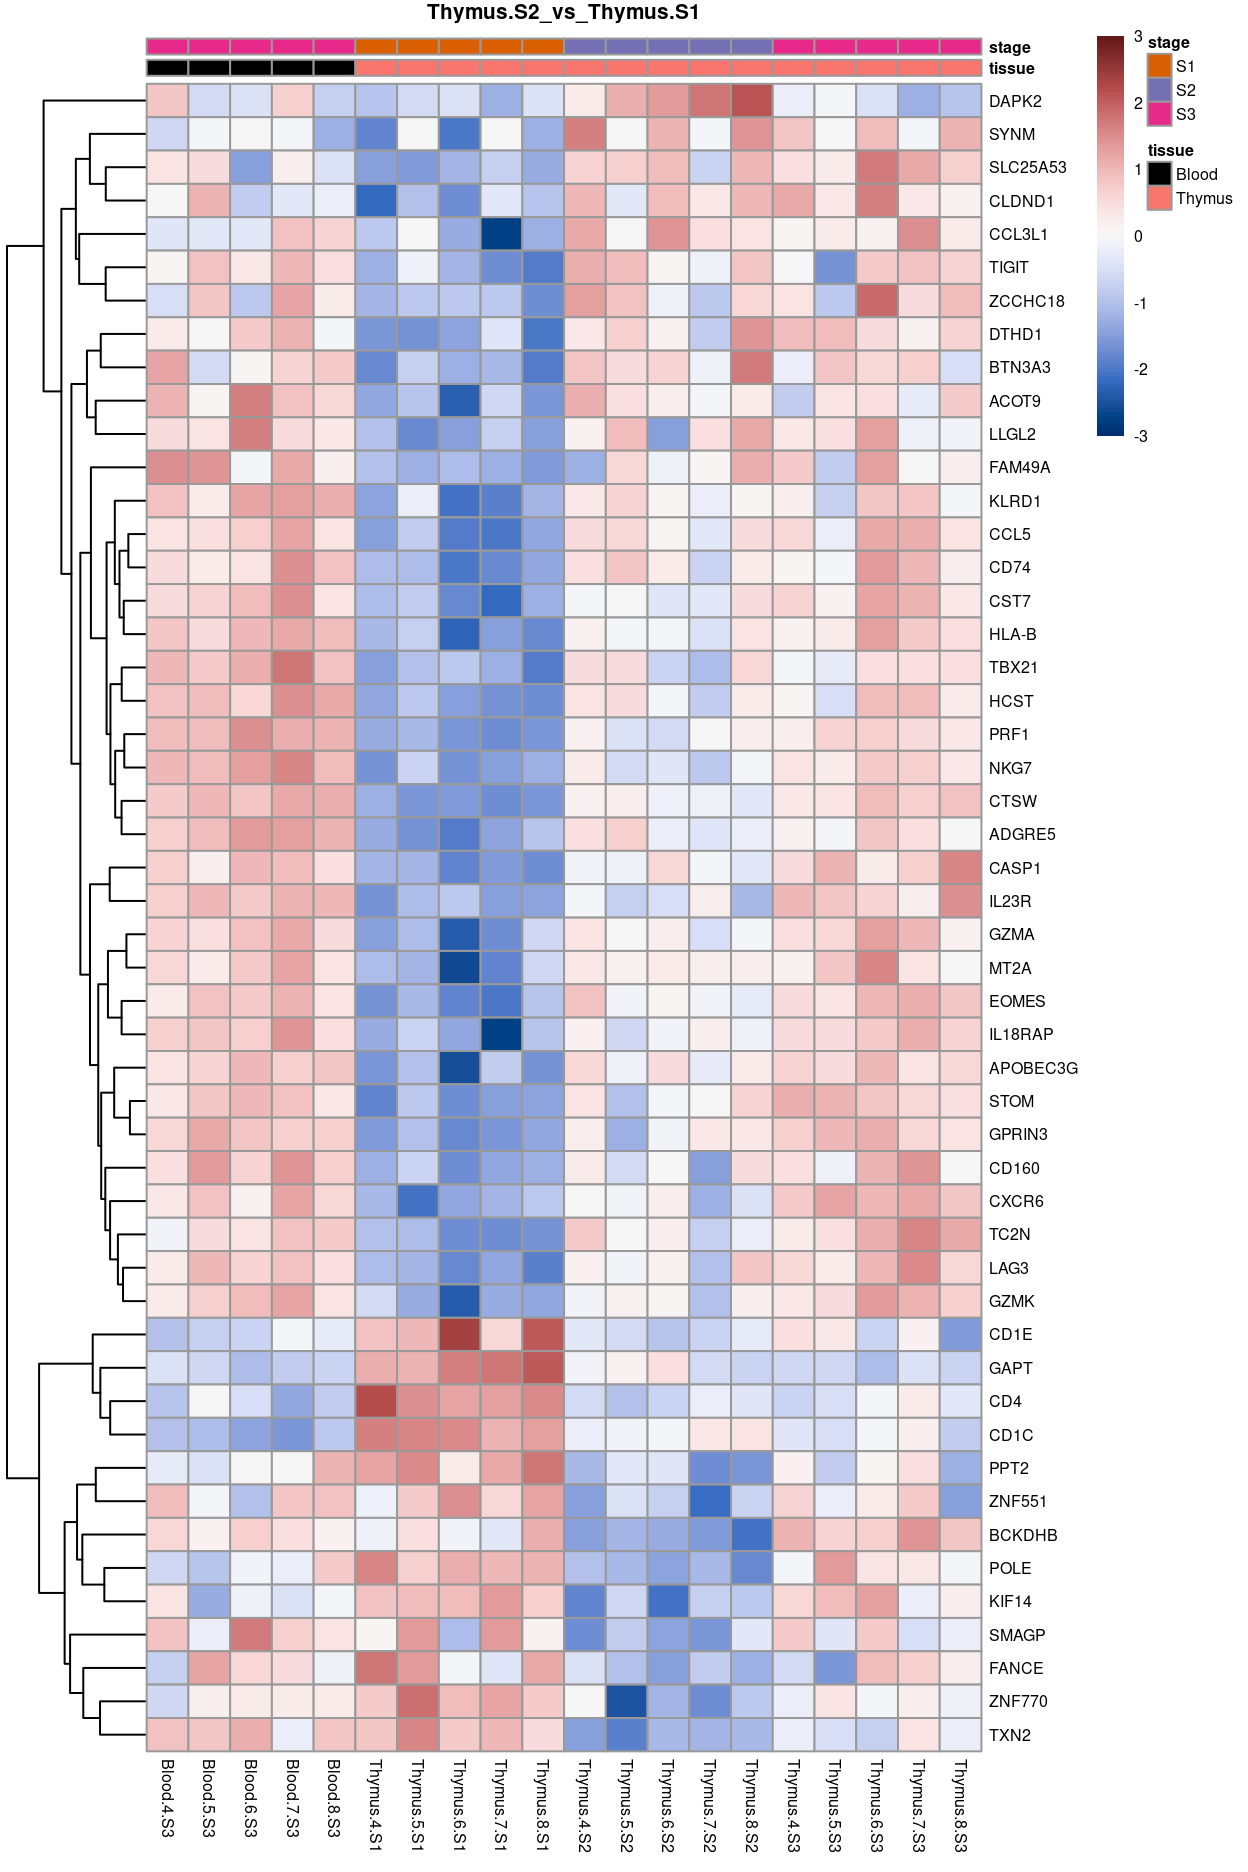 Thymus.S2_vs_Thymus.S1
stage
tissue
DAPK2
SYNM
SLC25A53
CLDND1
CCL3L1
TIGIT
ZCCHC18
DTHD1
BTN3A3
ACOT9
LLGL2
FAM49A
KLRD1
CCL5
CD74
CST7
HLA-B
TBX21
HCST
PRF1
NKG7
CTSW
ADGRE5
CASP1
IL23R
GZMA
MT2A
EOMES
IL18RAP
APOBEC3G
STOM
GPRIN3
CD160
CXCR6
TC2N
LAG3
GZMK
CD1E
GAPT
CD4
CD1C
PPT2
ZNF551
BCKDHB
POLE
KIF14
SMAGP
FANCE
ZNF770
TXN2
Blood.4.S3
Blood.5.S3
Blood.6.S3
Blood.7.S3
Blood.8.S3
Thymus.4.S1
Thymus.5.S1
Thymus.6.S1
Thymus.7.S1
Thymus.8.S1
Thymus.4.S2
Thymus.5.S2
Thymus.6.S2
Thymus.7.S2
Thymus.8.S2
Thymus.4.S3
Thymus.5.S3
Thymus.6.S3
Thymus.7.S3
Thymus.8.S3
3
2
1
0
-1
-2
-3
stage
S1
S2
S3
tissue
Blood
Thymus